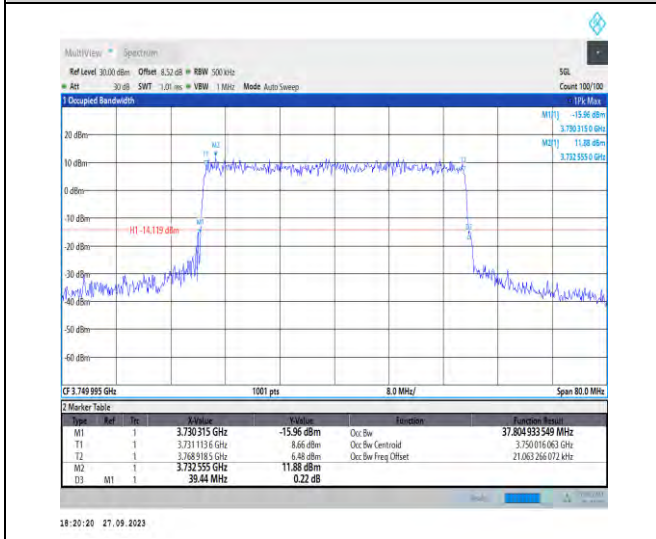 MultiView Spectrum
Ref Level 30.00 dBm Offset 8.52 dB RBW 500 kHz SGL
Att 30 dB SWT 1.01 ms VBW 1 MHz Mode Auto Sweep Count 100/100
1 Occupied Bandwidth 1Pk Max
M1[1] -15.96 dBm
3.730 315 0 GHz
M2[1] 11.88 dBm
3.732 555 0 GHz
20 dBm
M2
T1
T2
10 dBm
0 dBm
-10 dBm
M1
H1 -14.119 dBm
D3
-20 dBm
-30 dBm
-40 dBm
-50 dBm
-60 dBm
CF 3.749 995 GHz 1001 pts 8.0 MHz/ Span 80.0 MHz
2 Marker Table
Type Ref Trc X-Value Y-Value Function Function Result
M1 1 3.730 315 GHz -15.96 dBm Occ Bw 37.804 933 549 MHz
T1 1 3.731 113 6 GHz 8.66 dBm Occ Bw Centroid 3.750 016 063 GHz
T2 1 3.768 918 5 GHz 6.48 dBm Occ Bw Freq Offset 21.063 266 072 kHz
M2 1 3.732 555 GHz 11.88 dBm
D3 M1 1 39.44 MHz 0.22 dB
18:20:20 27.09.2023